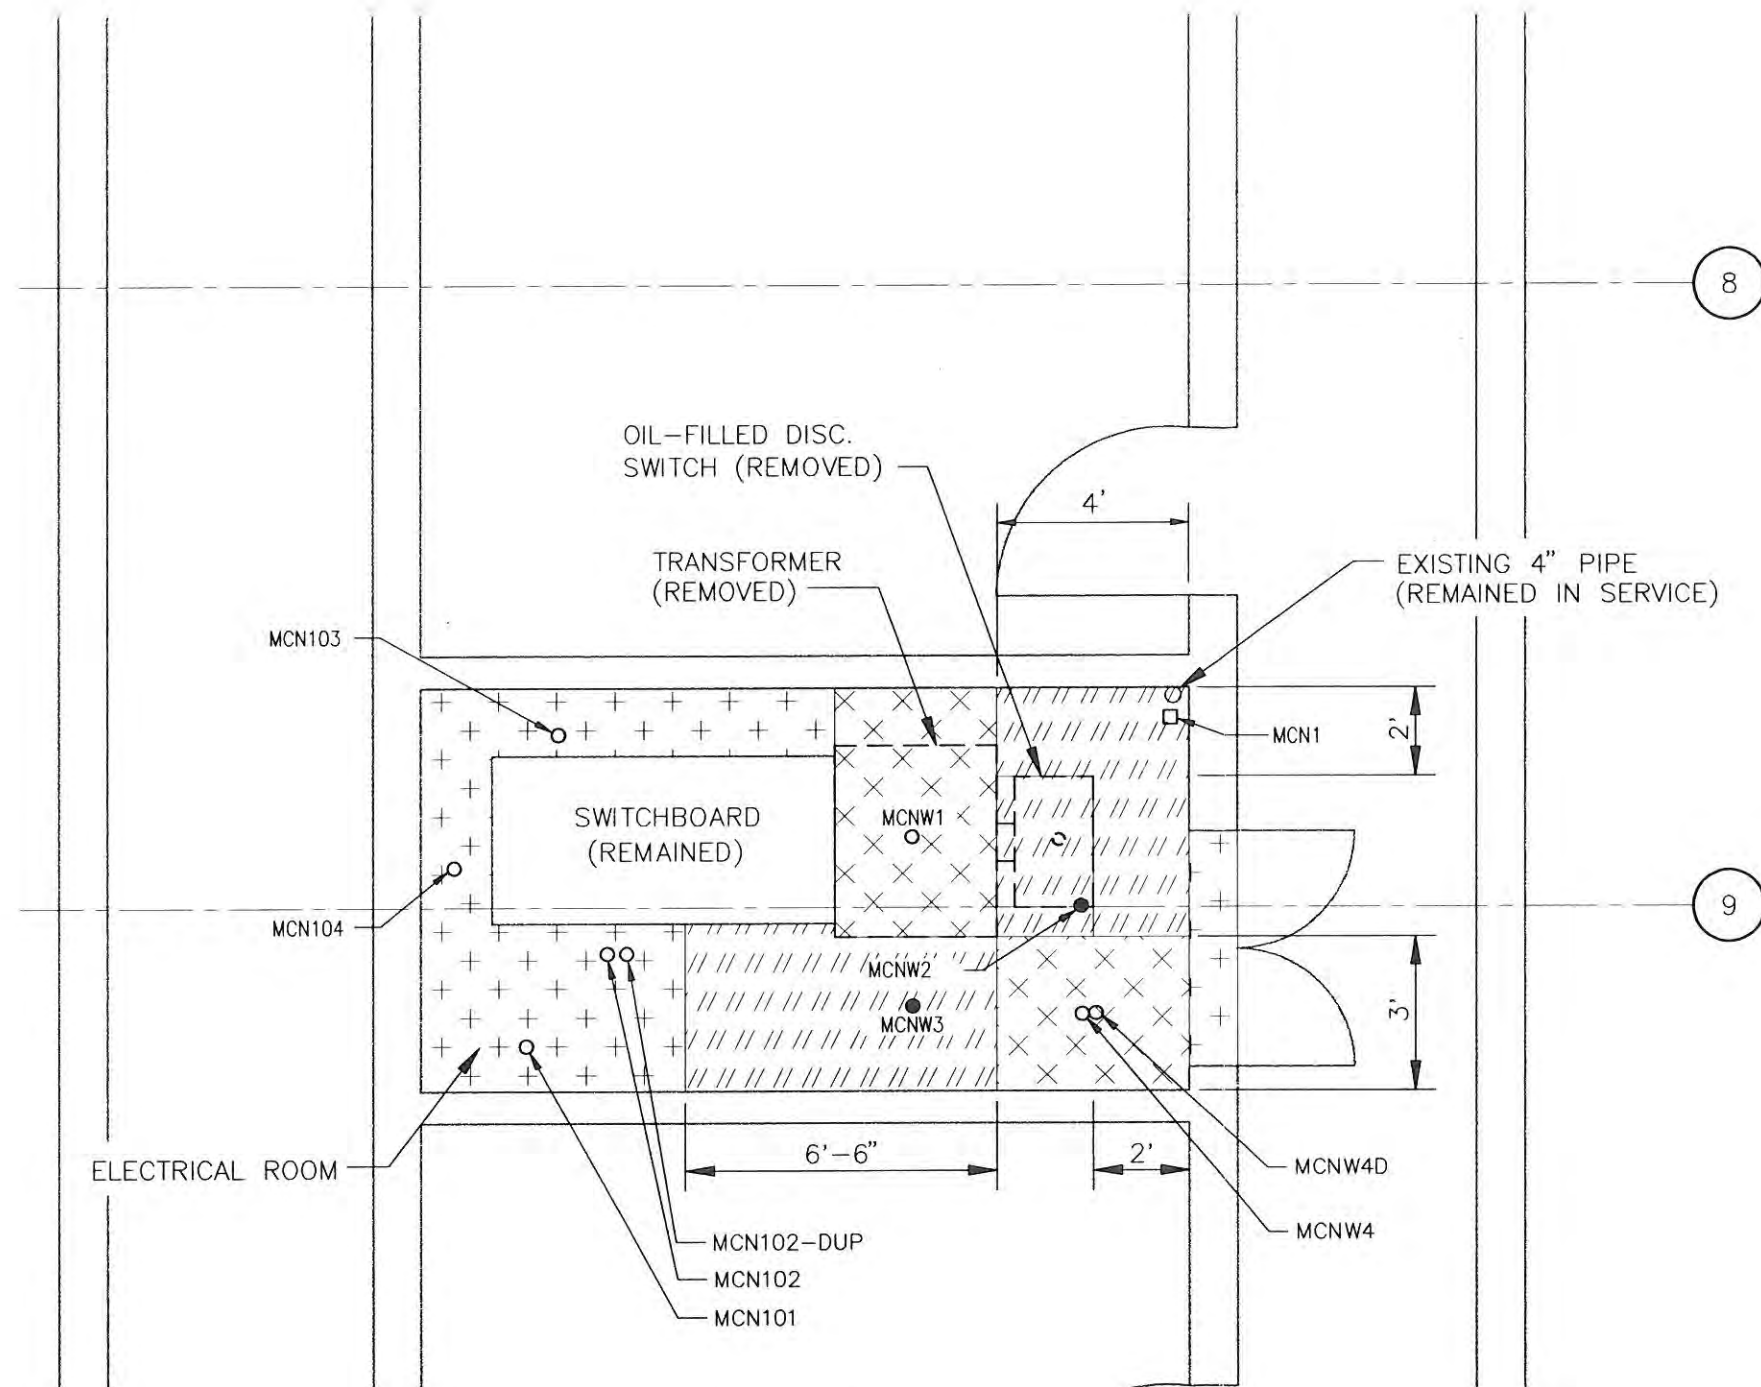 8
OIL-FILLED DISC.
SWITCH (REMOVED)
4'
TRANSFORMER
(REMOVED)
EXISTING 4" PIPE
(REMAINED IN SERVICE)
MCN103
MCN1
2'
SWITCHBOARD
(REMAINED)
MCNW1
9
MCN104
MCNW2
MCNW3
3'
ELECTRICAL ROOM
6'-6"
2'
MCNW4D
MCNW4
MCN102-DUP
MCN102
MCN101